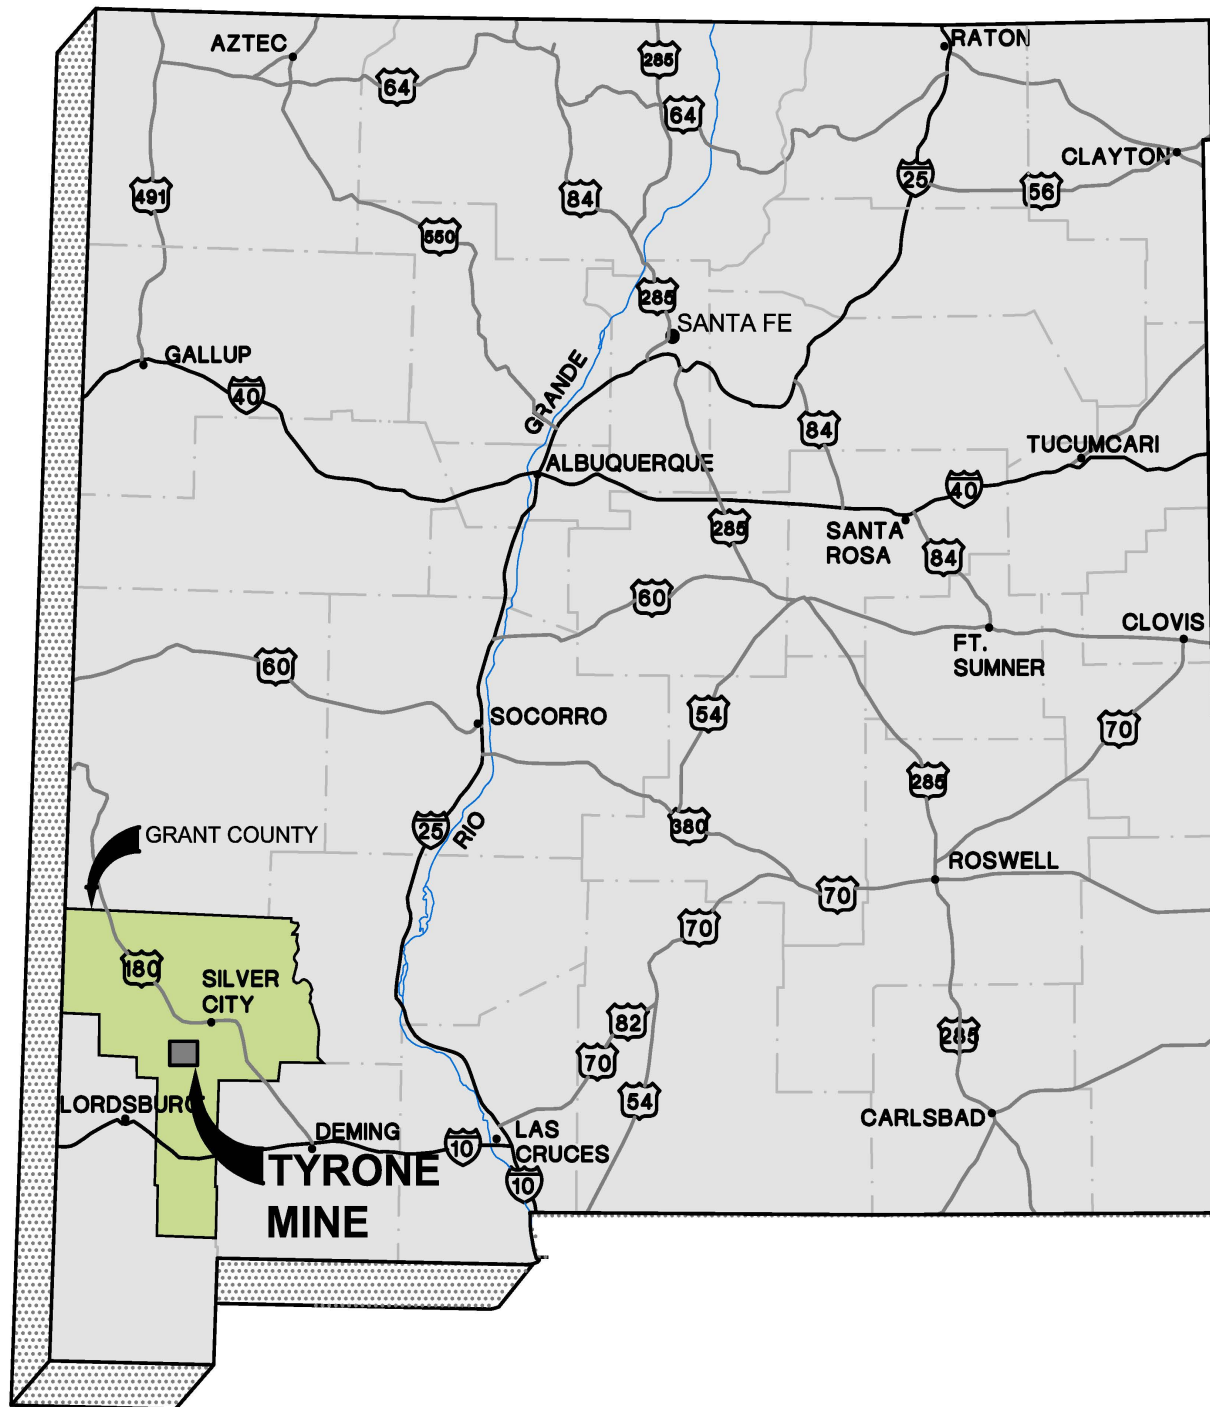 RATON
AZTEC
285
64
64
CLAYTON
25
56
491
84
550
285
SANTA FE
GALLUP
40
GRANDE
84
TUCUMCARI
ALBUQUERQUE
40
285
SANTA
ROSA
84
60
CLOVIS
FT.
SUMNER
60
54
SOCORRO
70
285
25
RIO
380
GRANT COUNTY
ROSWELL
70
70
180
SILVER
CITY
82
285
70
54
LORDSBURG
CARLSBAD
DEMING
10
LAS
CRUCES
TYRONE
MINE
10